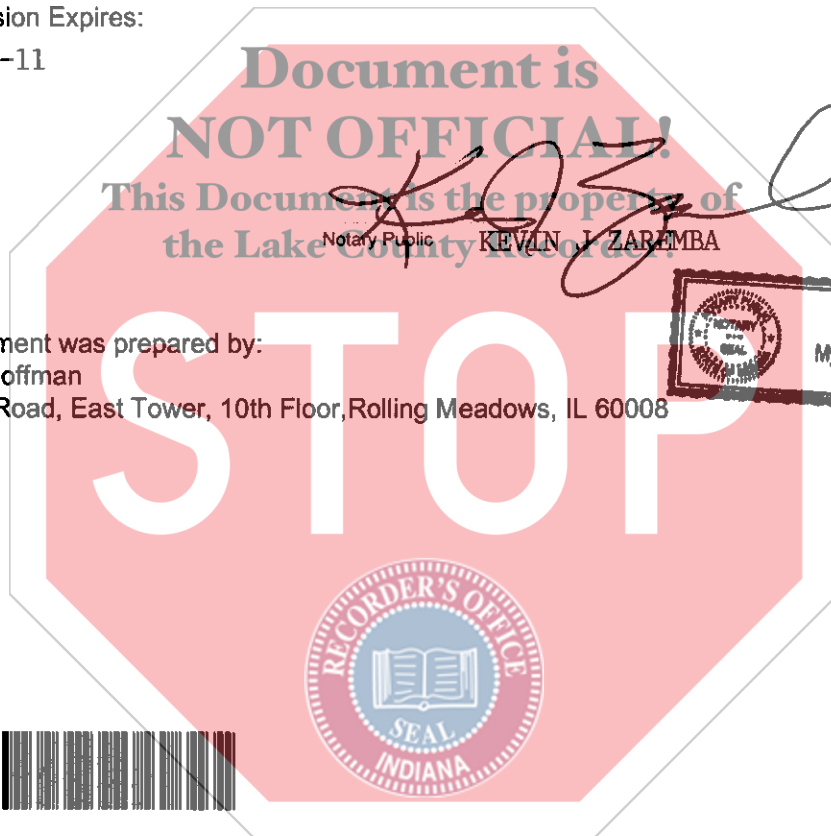 sion Expires:
-11
Document is
NOT OFFICIAL!
This Document is the property of
the Lake County Recorder!
Notary Public KEVIN J ZAREMBA
NOTARY
SEAL
M
ment was prepared by:
offman
Road, East Tower, 10th Floor,Rolling Meadows, IL 60008
STOP
RECORDER'S OFFICE
SEAL
INDIANA